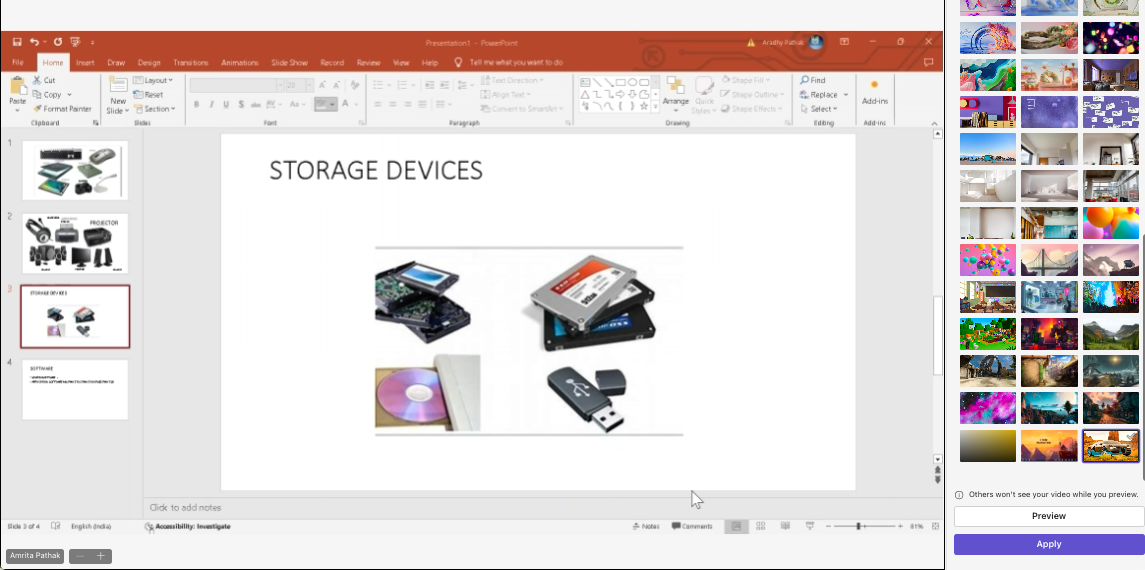 Presentation1 - PowerPoint
Aradhy Pathak
File Home Insert Draw Design Transitions Animations Slide Show Record Review View Help Tell me what you want to do
Paste
Cut
Copy
Format Painter
Clipboard
New Slide
Layout
Reset
Section
Slides
B I U S abc AV Aa A
Font
Text Direction
Align Text
Convert to SmartArt
Paragraph
Arrange
Quick Styles
Shape Fill
Shape Outline
Shape Effects
Drawing
Find
Replace
Select
Editing
Add-ins
Add-ins
1
2
PROJECTOR
3
STORAGE DEVICES
4
SOFTWARE
STORAGE DEVICES
Click to add notes
Slide 3 of 4 English (India) Accessibility: Investigate Notes Comments 81%
Amrita Pathak
Others won't see your video while you preview.
Preview
Apply